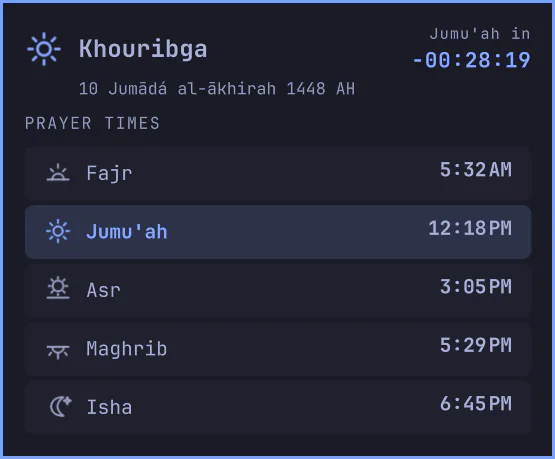 Khouribga
Jumu'ah in
-00:28:19
10 Jumādá al-ākhirah 1448 AH
PRAYER TIMES
Fajr 5:32AM
Jumu'ah 12:18PM
Asr 3:05PM
Maghrib 5:29PM
Isha 6:45PM